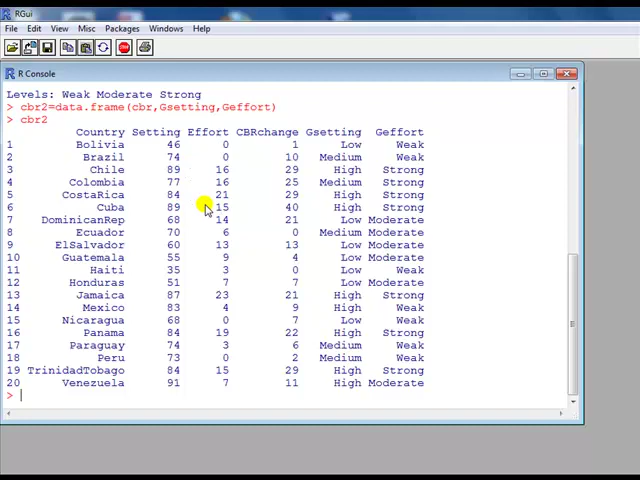 RGui
File Edit View Misc Packages Windows Help
R Console
Levels: Weak Moderate Strong
> cbr2=data.frame(cbr,Gsetting,Geffort)
> cbr2
Country Setting Effort CBRchange Gsetting Geffort
1 Bolivia 46 0 1 Low Weak
2 Brazil 74 0 10 Medium Weak
3 Chile 89 16 29 High Strong
4 Colombia 77 16 25 Medium Strong
5 CostaRica 84 21 29 High Strong
6 Cuba 89 15 40 High Strong
7 DominicanRep 68 14 21 Low Moderate
8 Ecuador 70 6 0 Medium Moderate
9 ElSalvador 60 13 13 Low Moderate
10 Guatemala 55 9 4 Low Moderate
11 Haiti 35 3 0 Low Weak
12 Honduras 51 7 7 Low Moderate
13 Jamaica 87 23 21 High Strong
14 Mexico 83 4 9 High Weak
15 Nicaragua 68 0 7 Low Weak
16 Panama 84 19 22 High Strong
17 Paraguay 74 3 6 Medium Weak
18 Peru 73 0 2 Medium Weak
19 TrinidadTobago 84 15 29 High Strong
20 Venezuela 91 7 11 High Moderate
>